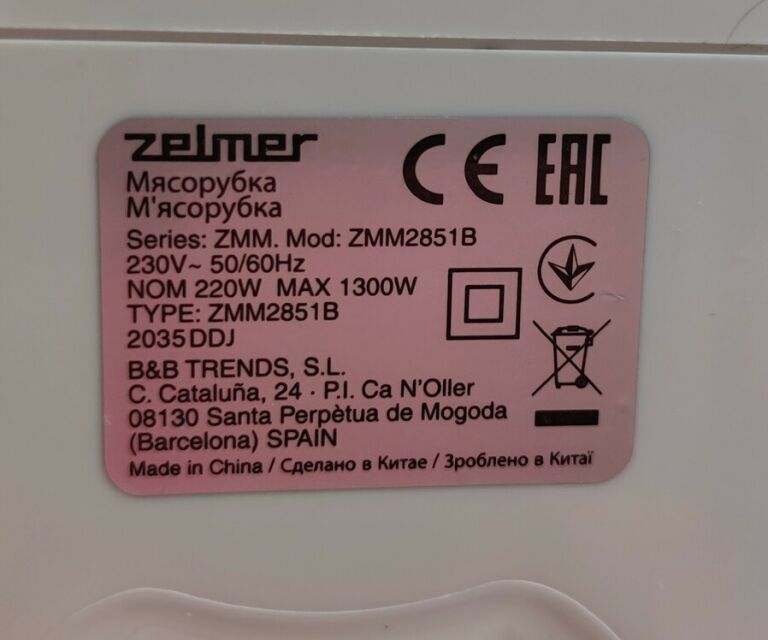 zelmer
CE EAC
Мясорубка
М'ясорубка
Series: ZMM. Mod: ZMM2851B
230V~ 50/60Hz
NOM 220W MAX 1300W
TYPE: ZMM2851B
2035DDJ
B&B TRENDS, S.L.
C. Cataluña, 24 · P.I. Ca N'Oller
08130 Santa Perpètua de Mogoda
(Barcelona) SPAIN
Made in China / Сделано в Китае / Зроблено в Китаї